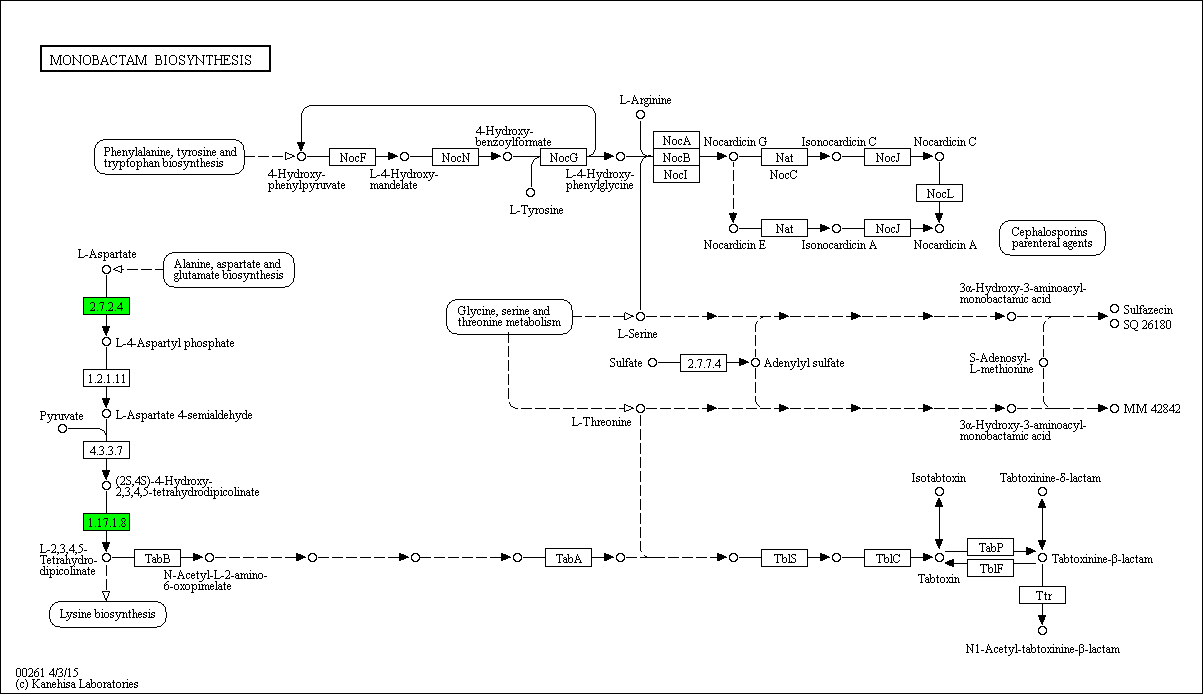 MONOBACTAM BIOSYNTHESIS
L-Arginine
Phenylalanine, tyrosine and
tryptophan biosynthesis
4-Hydroxy-
phenylpyruvate
NocF
L-4-Hydroxy-
mandelate
NocN
4-Hydroxy-
benzoylformate
NocG
L-Tyrosine
L-4-Hydroxy-
phenylglycine
NocA
NocB
NocI
Nocardicin G
Nat
NocC
Isonocardicin C
NocJ
Nocardicin C
NocL
Nocardicin E
Nat
Isonocardicin A
NocJ
Nocardicin A
Cephalosporins
parenteral agents
L-Aspartate
Alanine, aspartate and
glutamate biosynthesis
2.7.2.4
L-4-Aspartyl phosphate
1.2.1.11
Pyruvate
L-Aspartate 4-semialdehyde
4.3.3.7
(2S,4S)-4-Hydroxy-
2,3,4,5-tetrahydrodipicolinate
1.17.1.8
L-2,3,4,5-
Tetrahydro-
dipicolinate
Glycine, serine and
threonine metabolism
L-Serine
3α-Hydroxy-3-aminoacyl-
monobactamic acid
Sulfazecin
SQ 26180
Sulfate
2.7.7.4
Adenylyl sulfate
S-Adenosyl-
L-methionine
L-Threonine
3α-Hydroxy-3-aminoacyl-
monobactamic acid
MM 42842
TabB
N-Acetyl-L-2-amino-
6-oxopimelate
TabA
TblS
TblC
Isotabtoxin
Tabtoxin
TabP
TblF
Tabtoxinine-δ-lactam
Tabtoxinine-β-lactam
Ttr
N1-Acetyl-tabtoxinine-β-lactam
Lysine biosynthesis
00261 4/3/15
(c) Kanehisa Laboratories